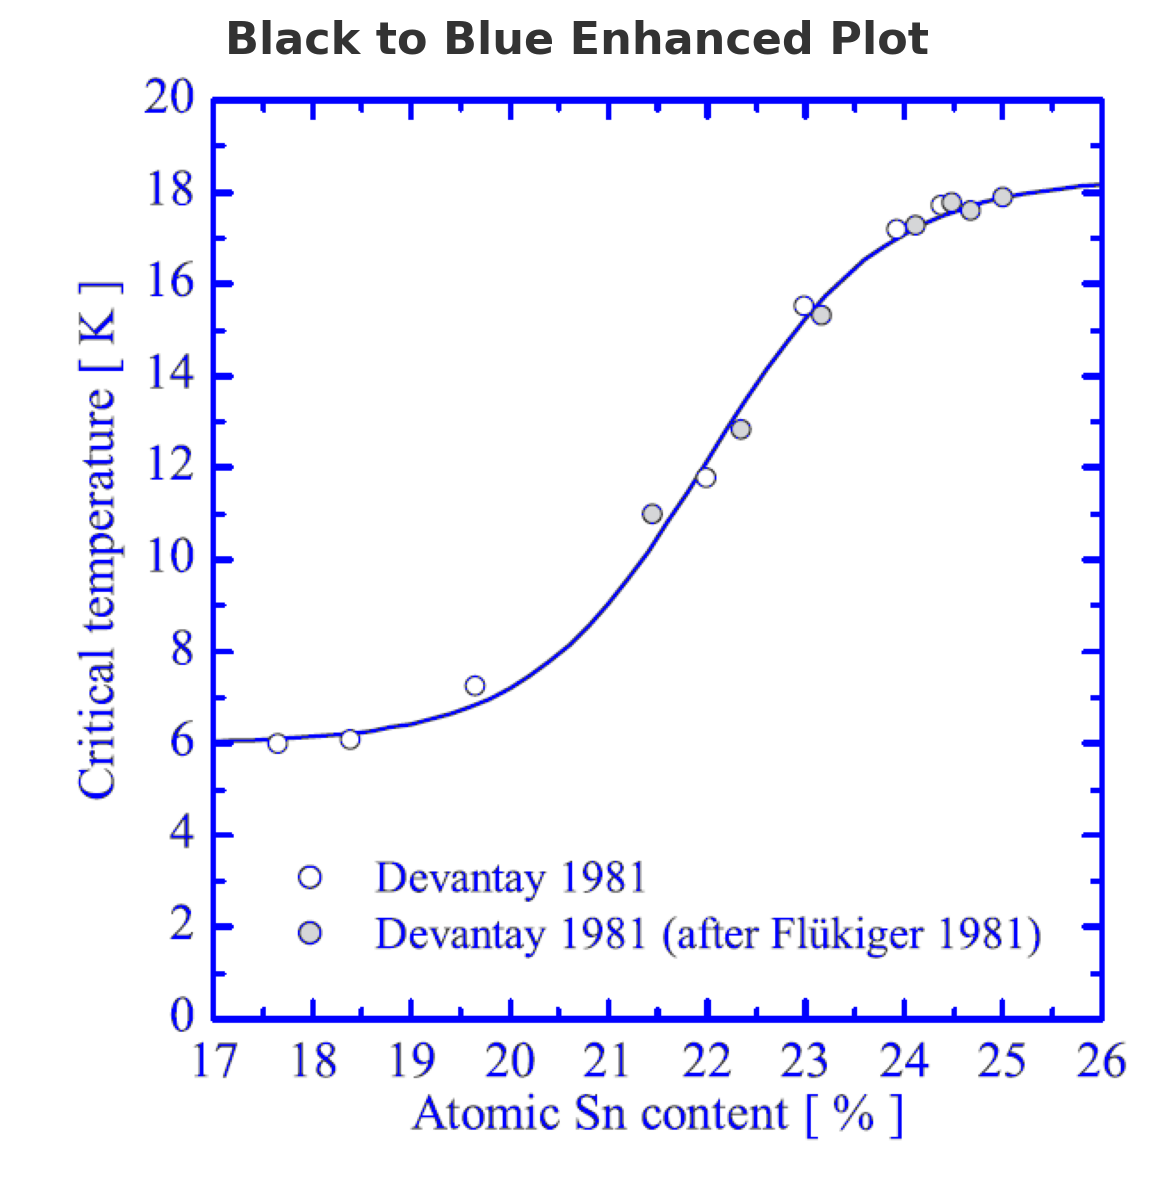 Black to Blue Enhanced Plot
20
18
16
14
12
10
8
6
4
2
0
Critical temperature [ K ]
Devantay 1981
Devantay 1981 (after Flükiger 1981)
17 18 19 20 21 22 23 24 25 26
Atomic Sn content [ % ]